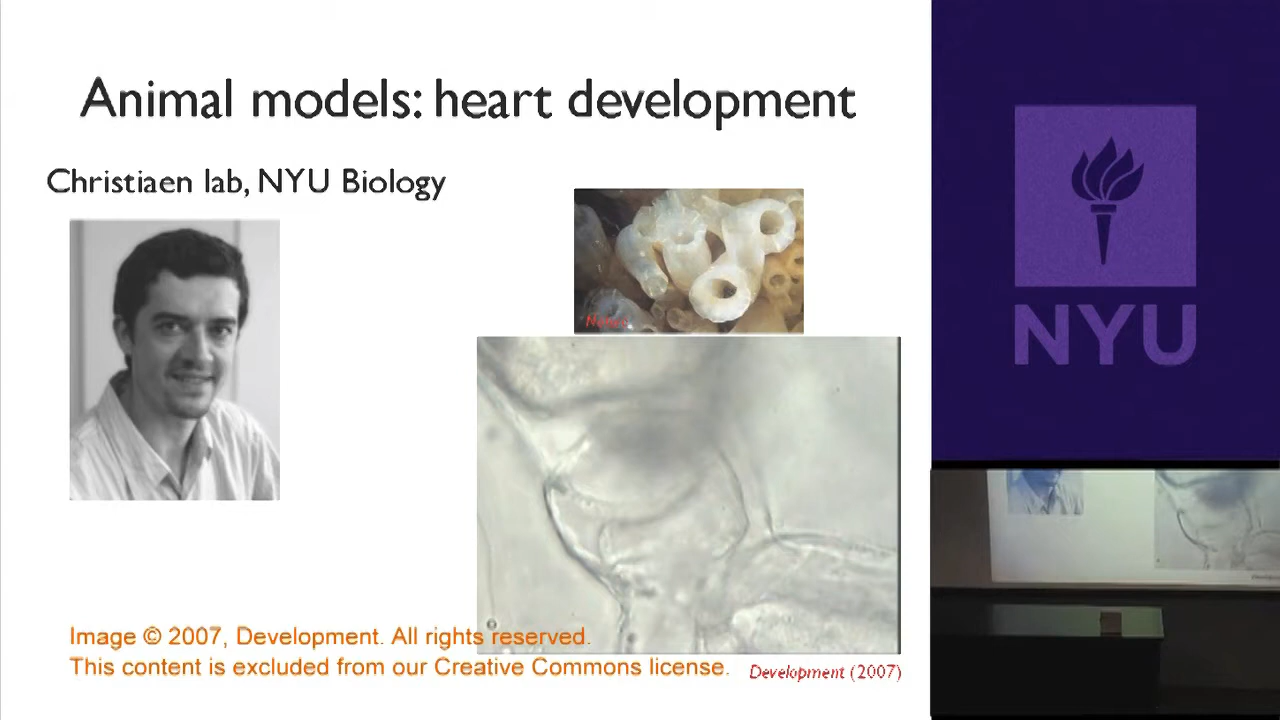 Animal models: heart development
Christiaen lab, NYU Biology
Image © 2007, Development. All rights reserved.
This content is excluded from our Creative Commons license.
Development (2007)
NYU